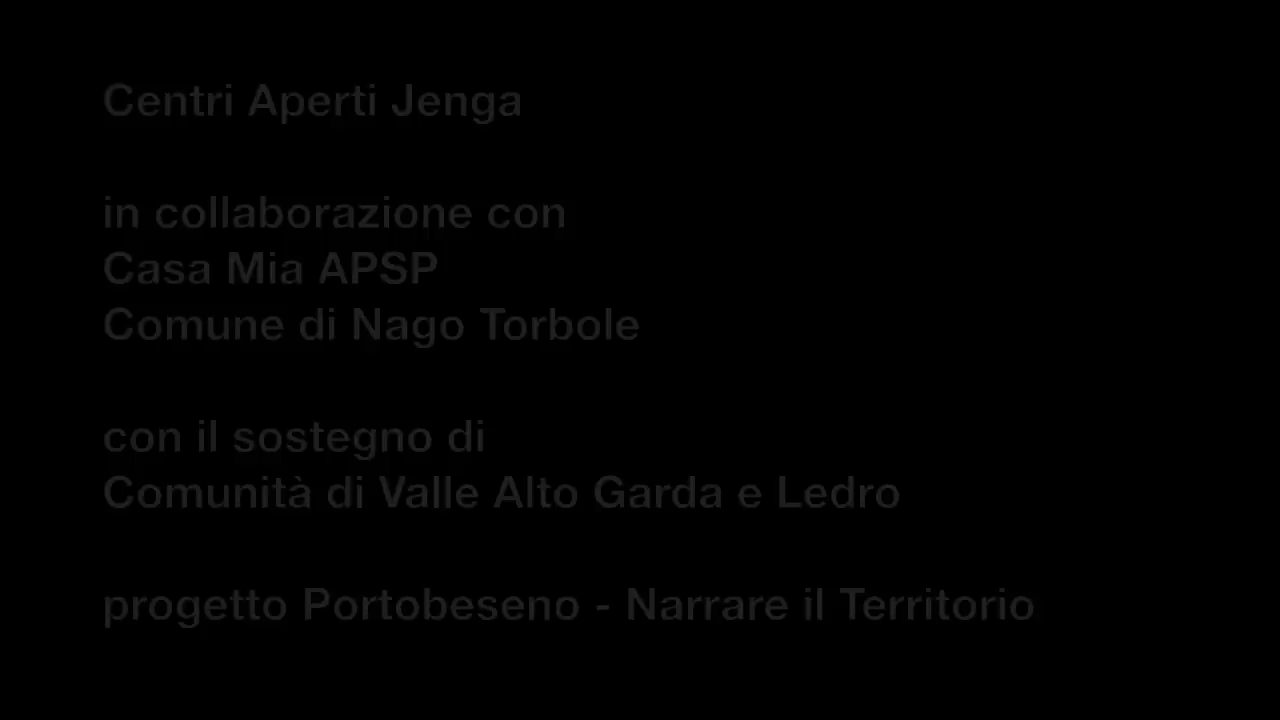 Centri Aperti Jenga
in collaborazione con
Casa Mia APSP
Comune di Nago Torbole
con il sostegno di
Comunità di Valle Alto Garda e Ledro
progetto Portobeseno - Narrare il Territorio